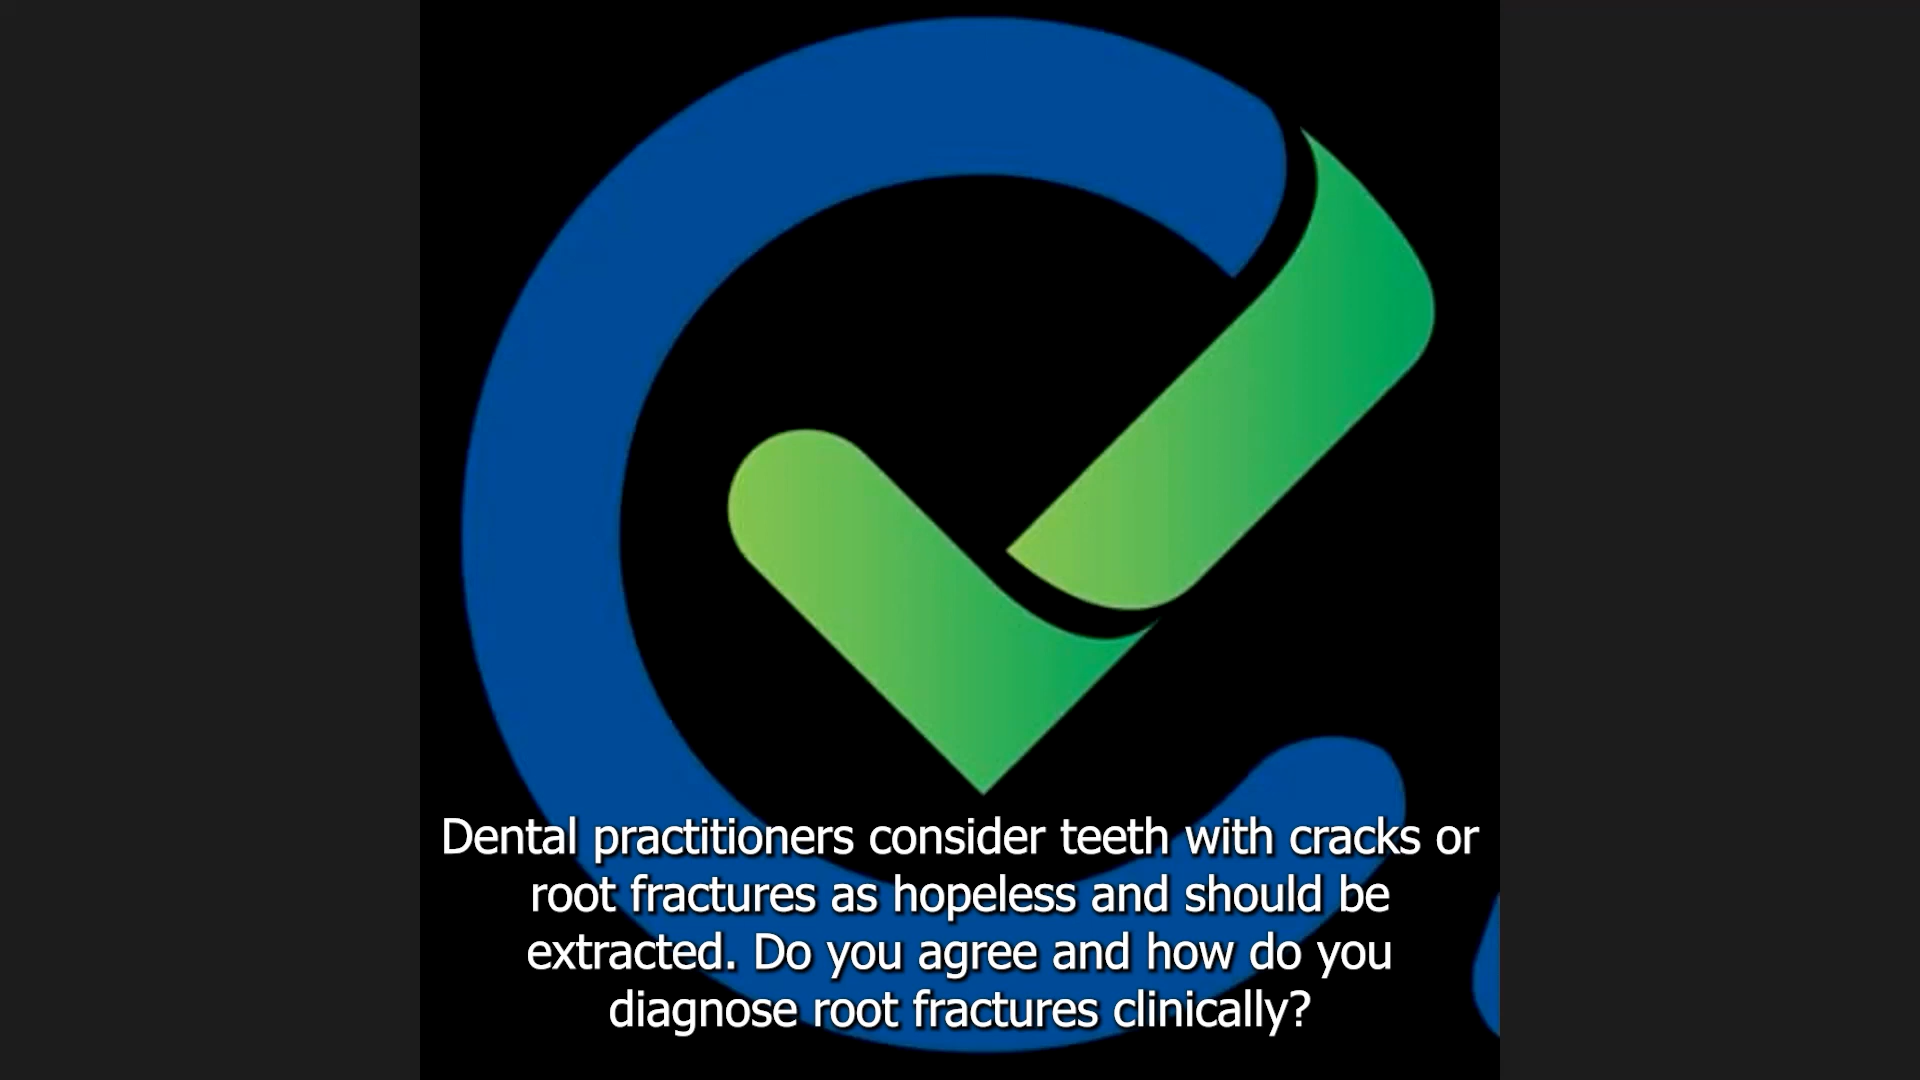 Dental practitioners consider teeth with cracks or
root fractures as hopeless and should be
extracted. Do you agree and how do you
diagnose root fractures clinically?